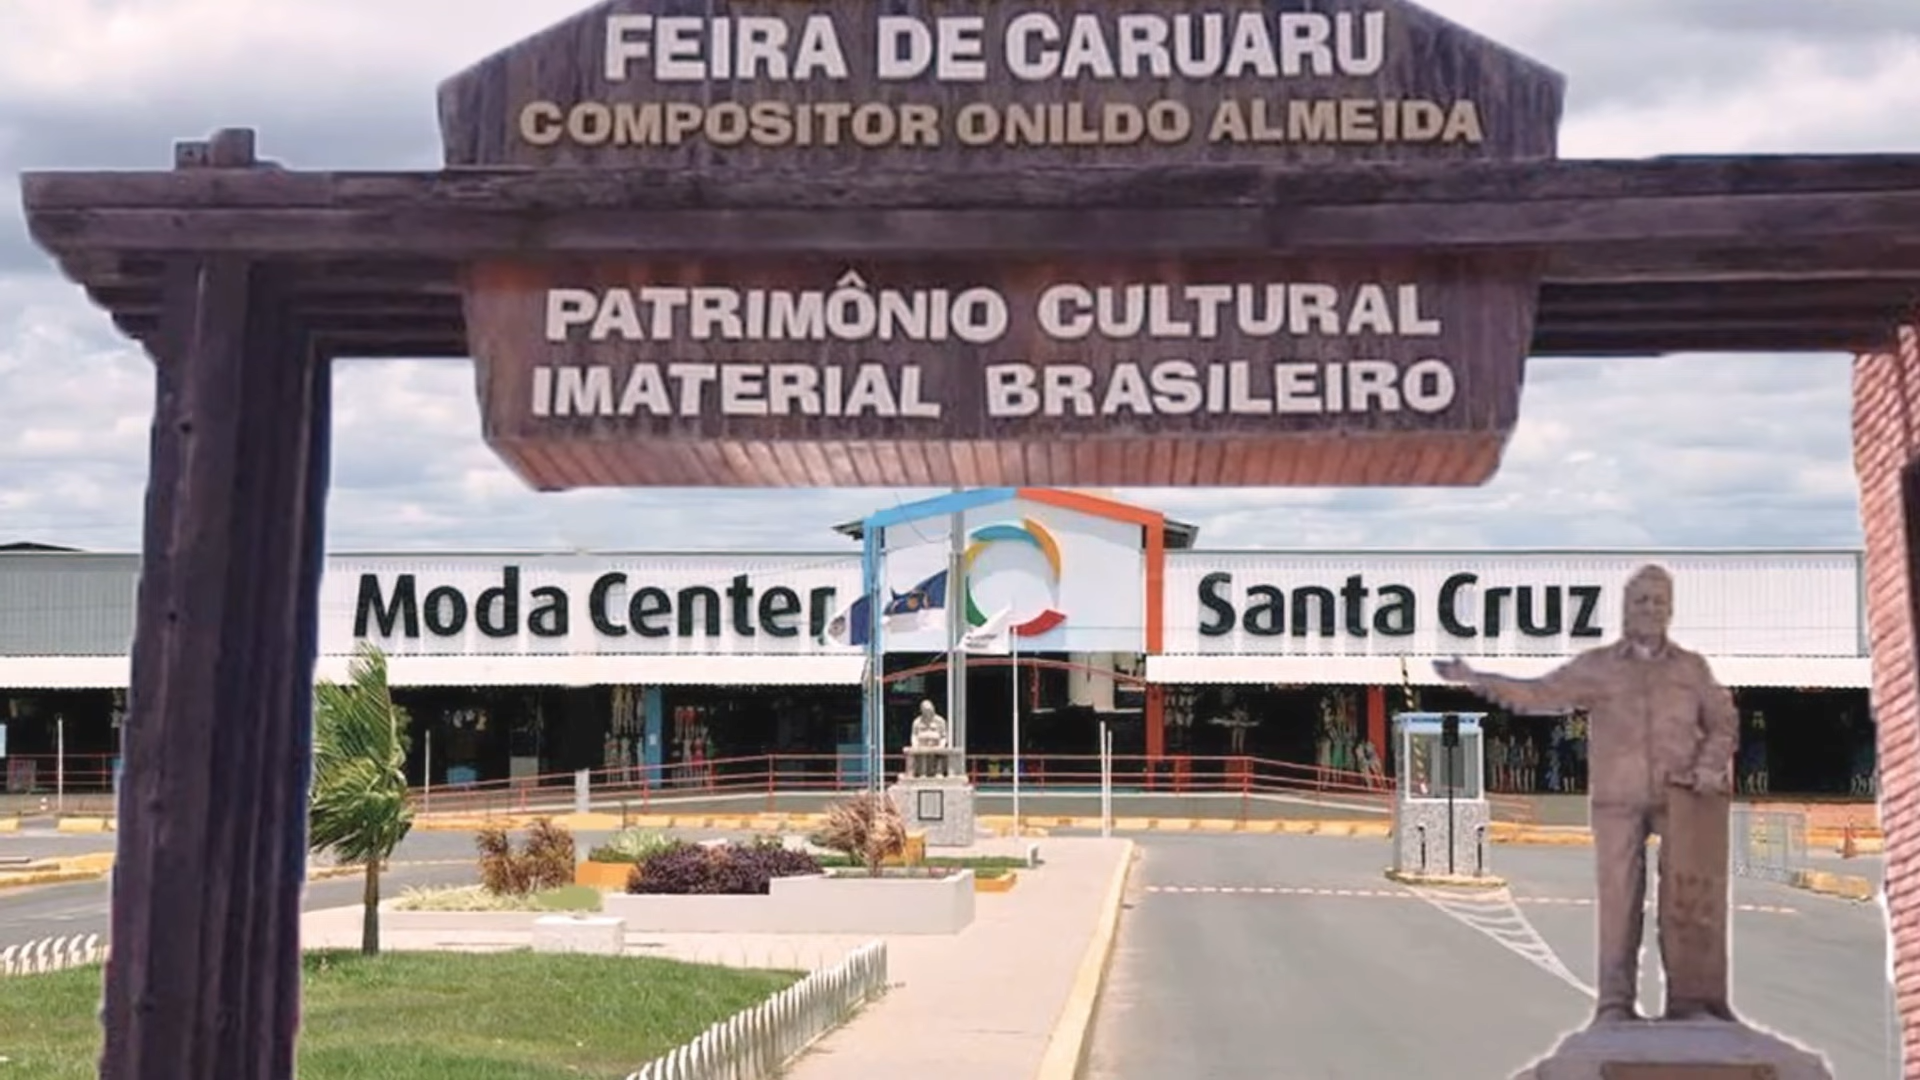 FEIRA DE CARUARU
COMPOSITOR ONILDO ALMEIDA
PATRIMÔNIO CULTURAL
IMATERIAL BRASILEIRO
Moda Center
Santa Cruz